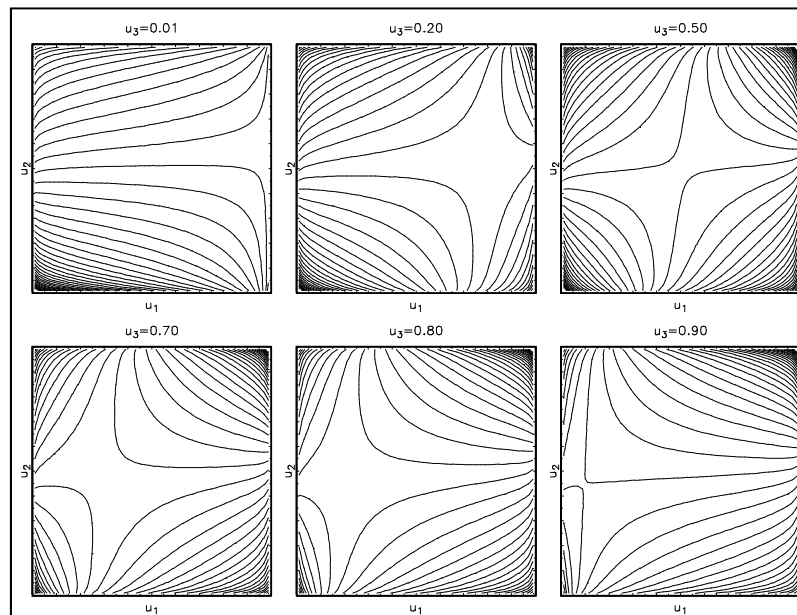 u₃=0.01 u₃=0.20 u₃=0.50
u₂ u₂ u₂
u₁ u₁ u₁
u₃=0.70 u₃=0.80 u₃=0.90
u₂ u₂ u₂
u₁ u₁ u₁